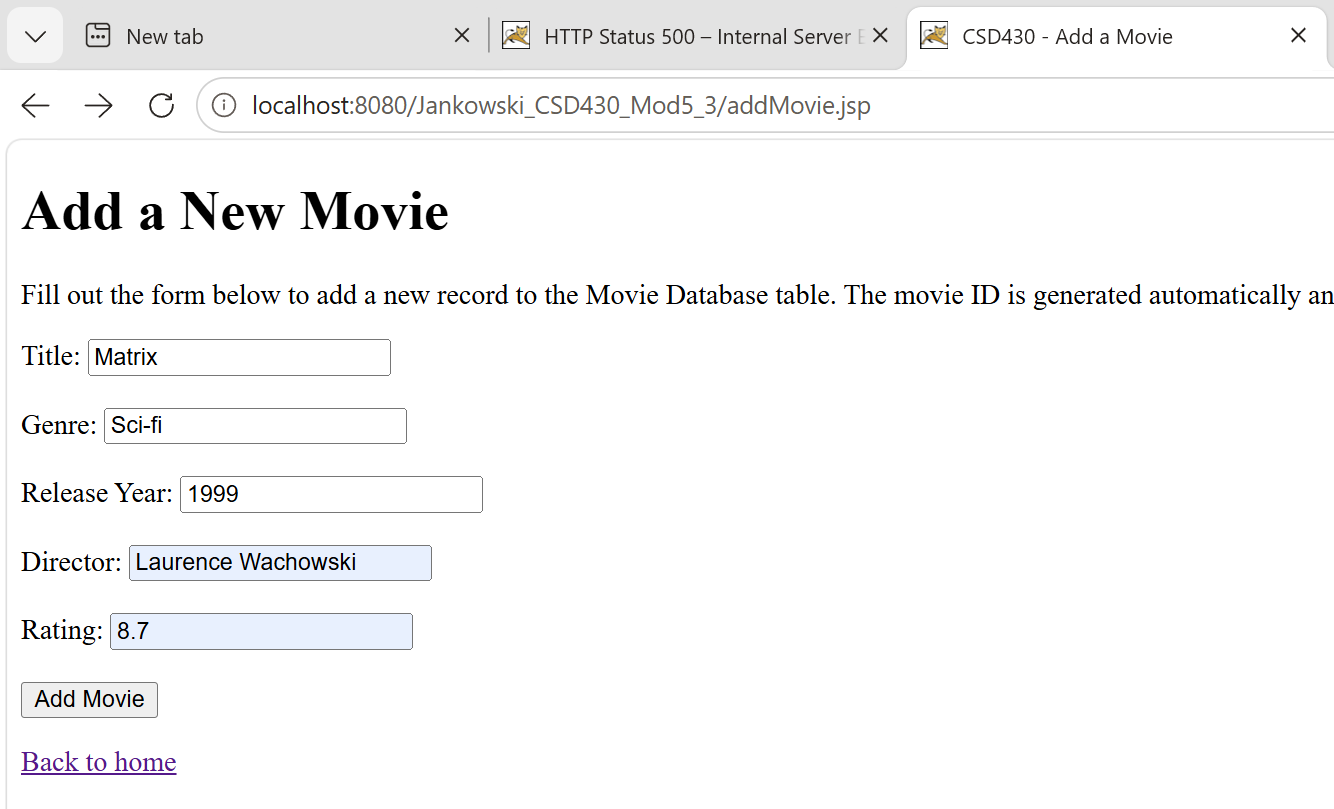 New tab
HTTP Status 500 – Internal Server
CSD430 - Add a Movie
localhost:8080/Jankowski_CSD430_Mod5_3/addMovie.jsp
Add a New Movie
Fill out the form below to add a new record to the Movie Database table. The movie ID is generated automatically an
Title: Matrix
Genre: Sci-fi
Release Year: 1999
Director: Laurence Wachowski
Rating: 8.7
Add Movie
Back to home